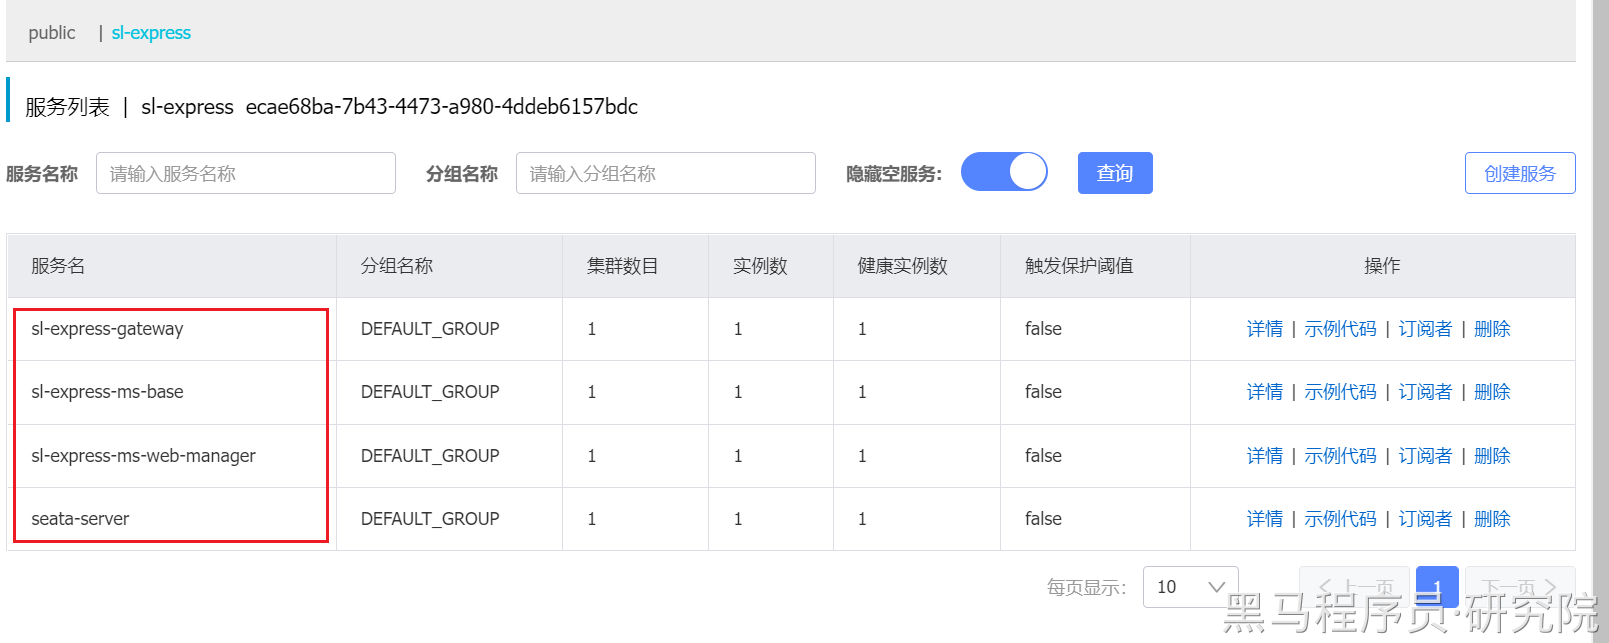 public | sl-express
服务列表 | sl-express ecae68ba-7b43-4473-a980-4ddeb6157bdc
服务名称 请输入服务名称 分组名称 请输入分组名称 隐藏空服务: 查询 创建服务
服务名 分组名称 集群数目 实例数 健康实例数 触发保护阈值 操作
sl-express-gateway DEFAULT_GROUP 1 1 1 false 详情 | 示例代码 | 订阅者 | 删除
sl-express-ms-base DEFAULT_GROUP 1 1 1 false 详情 | 示例代码 | 订阅者 | 删除
sl-express-ms-web-manager DEFAULT_GROUP 1 1 1 false 详情 | 示例代码 | 订阅者 | 删除
seata-server DEFAULT_GROUP 1 1 1 false 详情 | 示例代码 | 订阅者 | 删除
每页显示: 10 < 上一页 1 下一页 >
黑马程序员·研究院